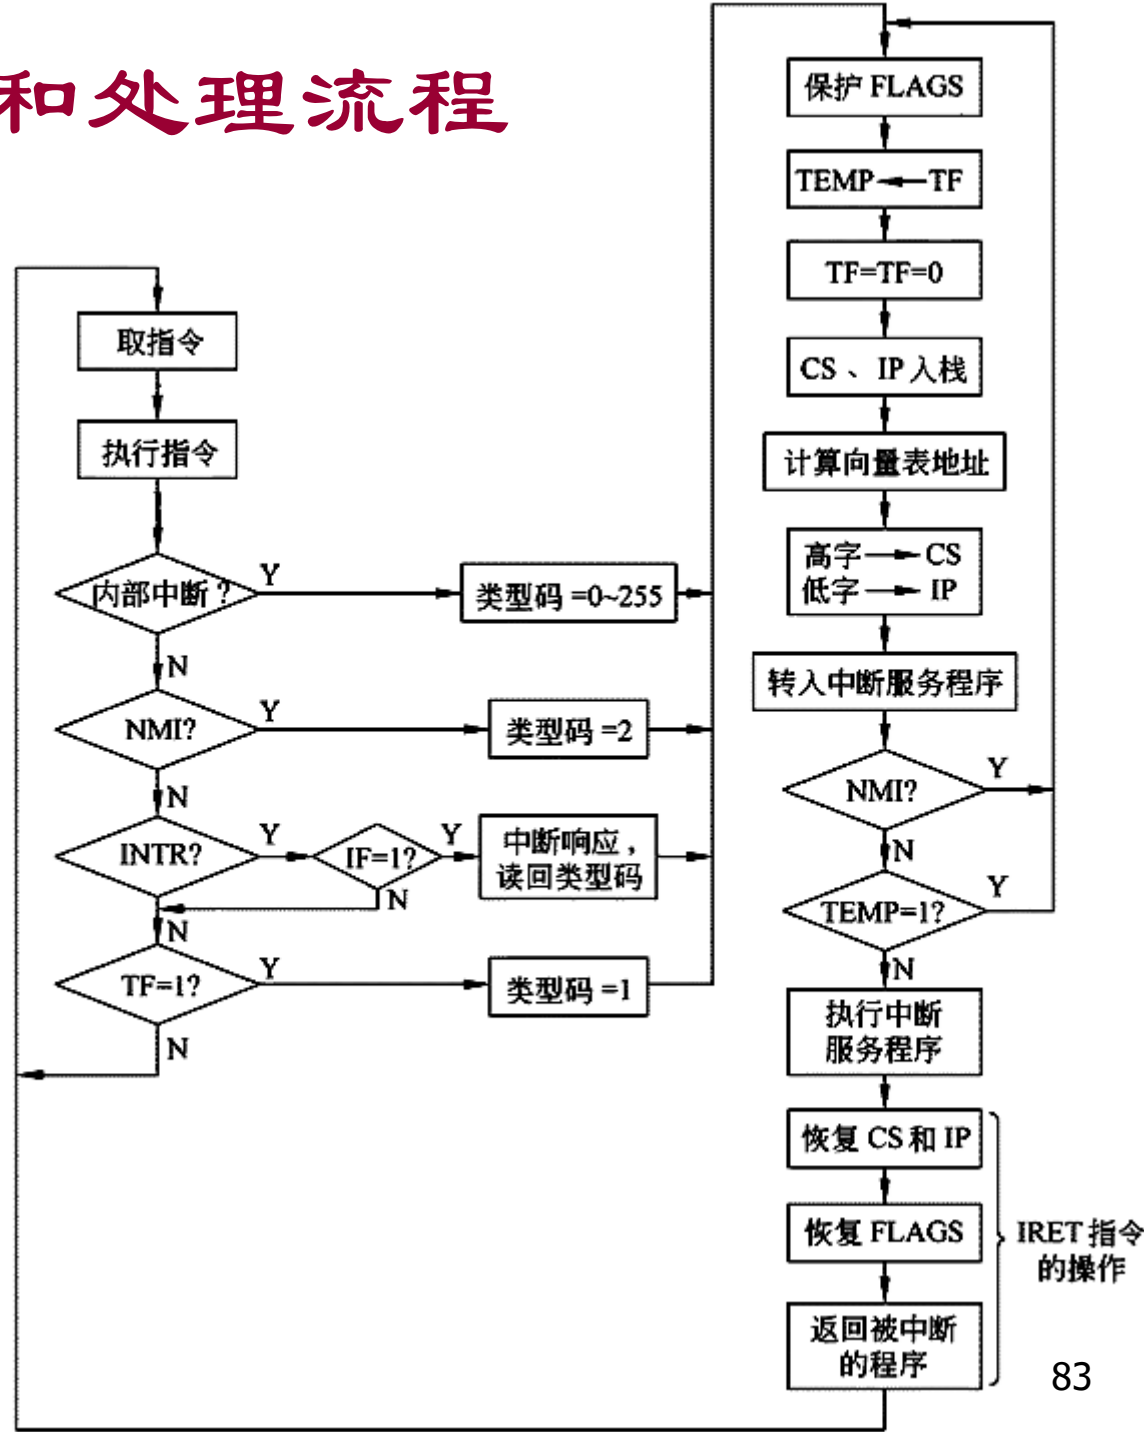 和处理流程
取指令
执行指令
内部中断？
Y
类型码 =0~255
N
NMI?
Y
类型码 =2
N
INTR?
Y
IF=1?
Y
中断响应，
读回类型码
N
N
TF=1?
Y
类型码 =1
N
保护 FLAGS
TEMP TF
TF=TF=0
CS 、 IP 入栈
计算向量表地址
高字 CS
低字 IP
转入中断服务程序
NMI?
Y
N
TEMP=1?
Y
N
执行中断
服务程序
恢复 CS 和 IP
恢复 FLAGS
返回被中断
的程序
IRET 指令
的操作
83